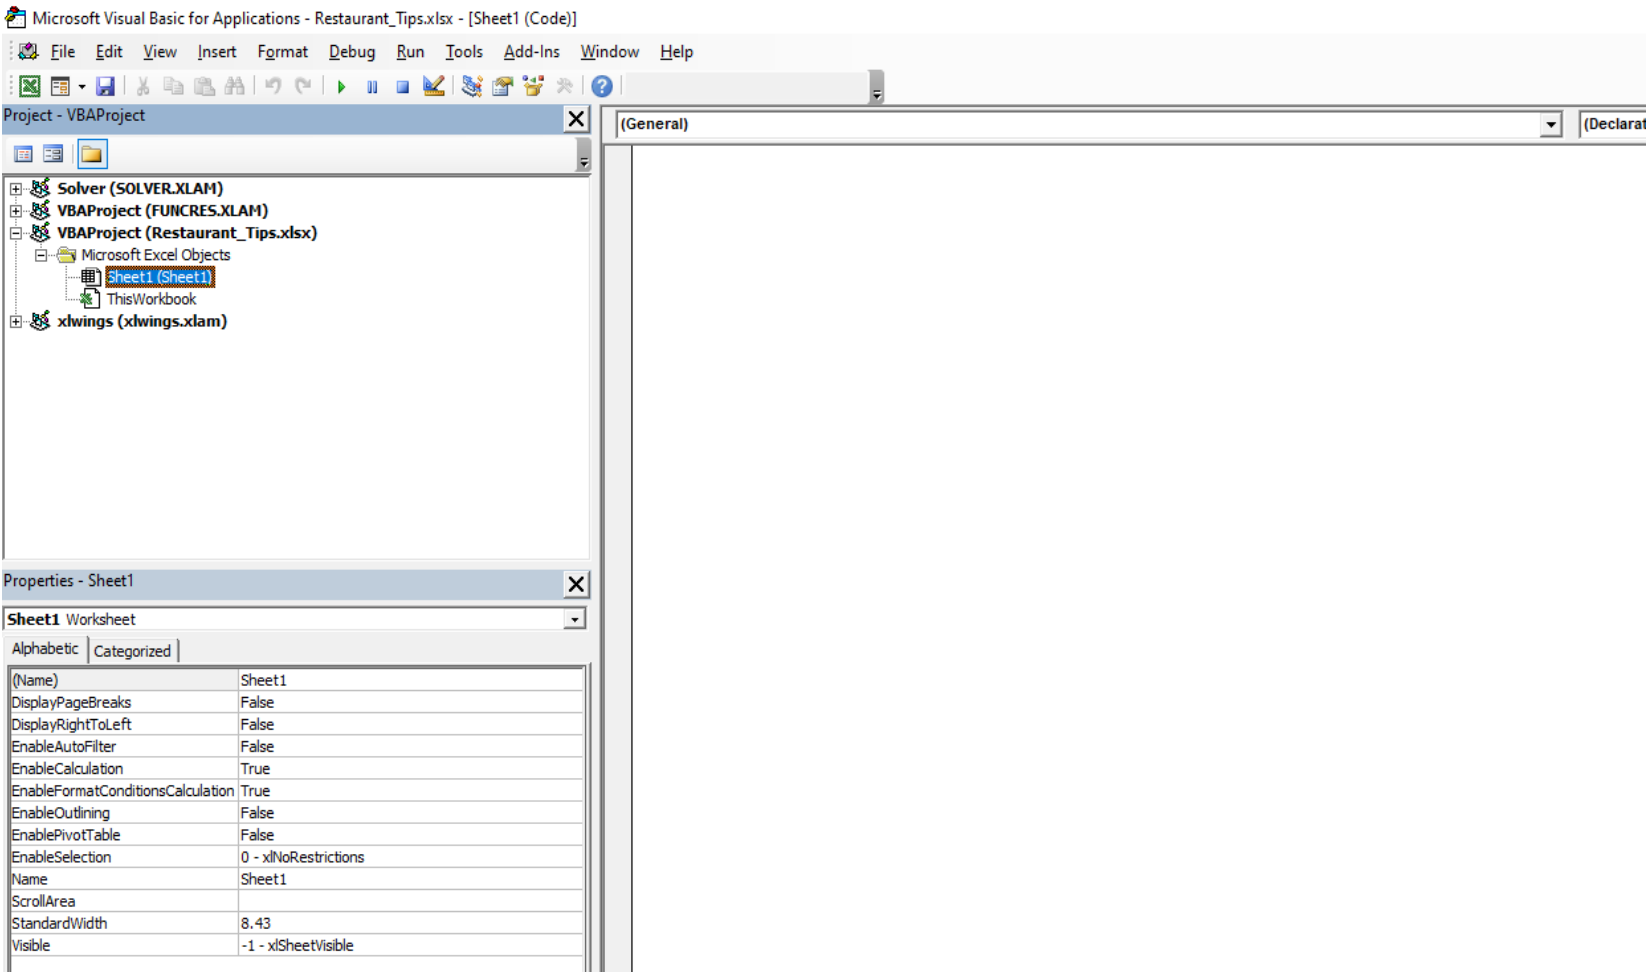 Microsoft Visual Basic for Applications - Restaurant_Tips.xlsx - [Sheet1 (Code)]
File Edit View Insert Format Debug Run Tools Add-Ins Window Help
Project - VBAProject
(General)
(Declarat
Solver (SOLVER.XLAM)
VBAProject (FUNCRES.XLAM)
VBAProject (Restaurant_Tips.xlsx)
Microsoft Excel Objects
Sheet1 (Sheet1)
ThisWorkbook
xlwings (xlwings.xlam)
Properties - Sheet1
Sheet1 Worksheet
Alphabetic Categorized
(Name) Sheet1
DisplayPageBreaks False
DisplayRightToLeft False
EnableAutoFilter False
EnableCalculation True
EnableFormatConditionsCalculation True
EnableOutlining False
EnablePivotTable False
EnableSelection 0 - xlNoRestrictions
Name Sheet1
ScrollArea
StandardWidth 8.43
Visible -1 - xlSheetVisible